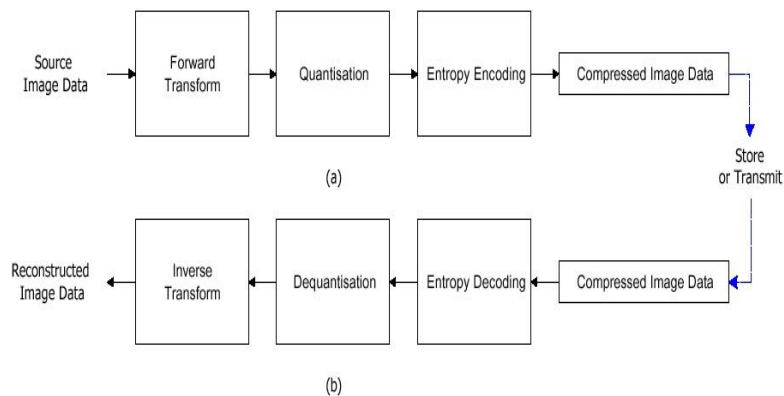 Source
Image Data
Forward
Transform
Quantisation
Entropy Encoding
Compressed Image Data
Store
or Transmit
(a)
Reconstructed
Image Data
Inverse
Transform
Dequantisation
Entropy Decoding
Compressed Image Data
(b)